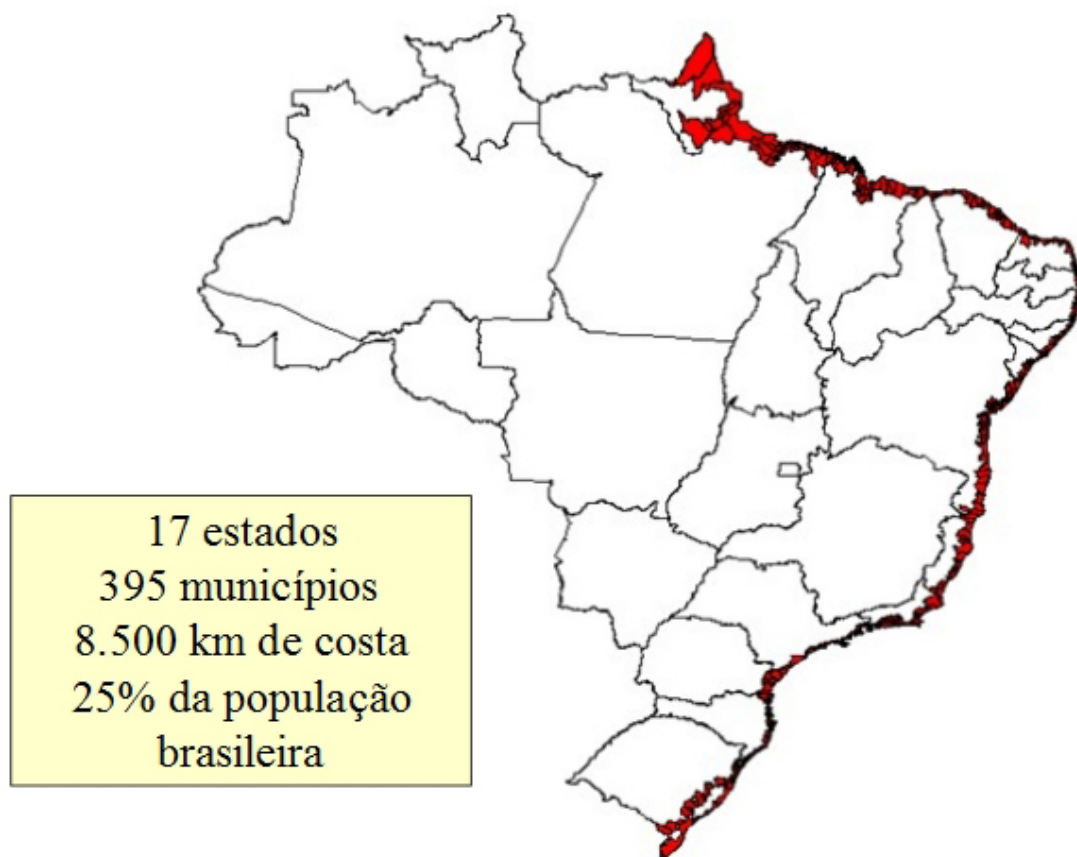 17 estados
395 municípios
8.500 km de costa
25% da população
brasileira